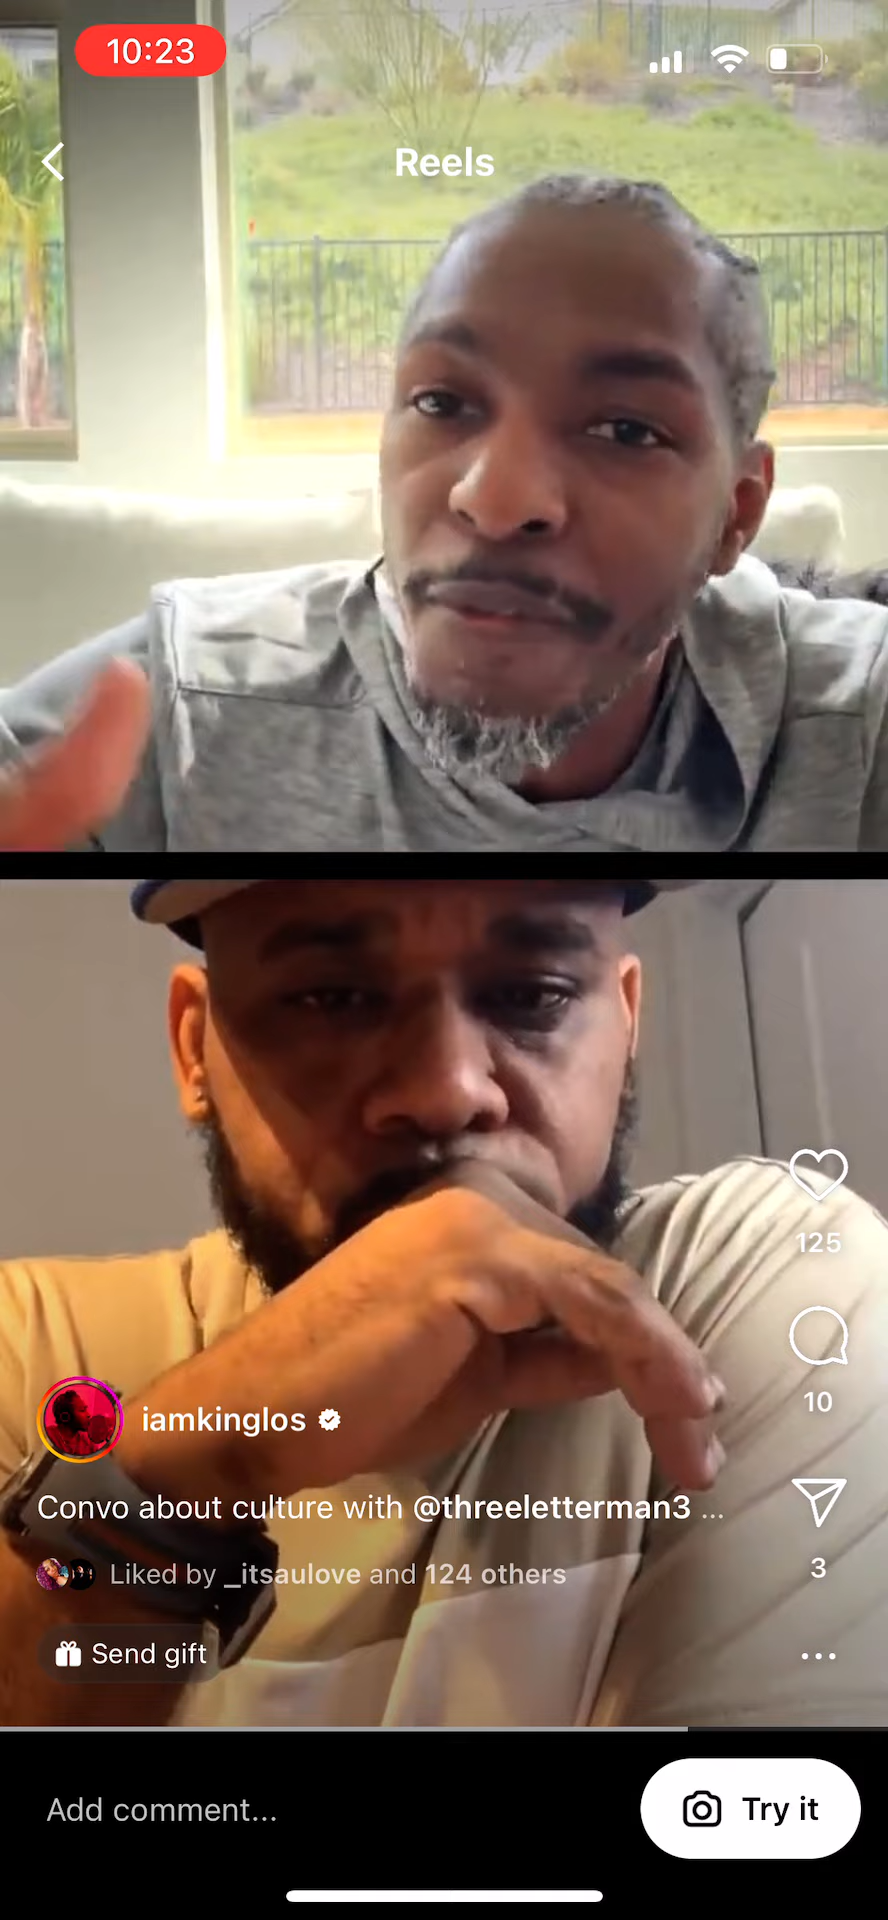 10:23
Reels
125
10
iamkinglos
Convo about culture with @threeletterman3 ...
3
Liked by _itsaulove and 124 others
Send gift
Add comment...
Try it